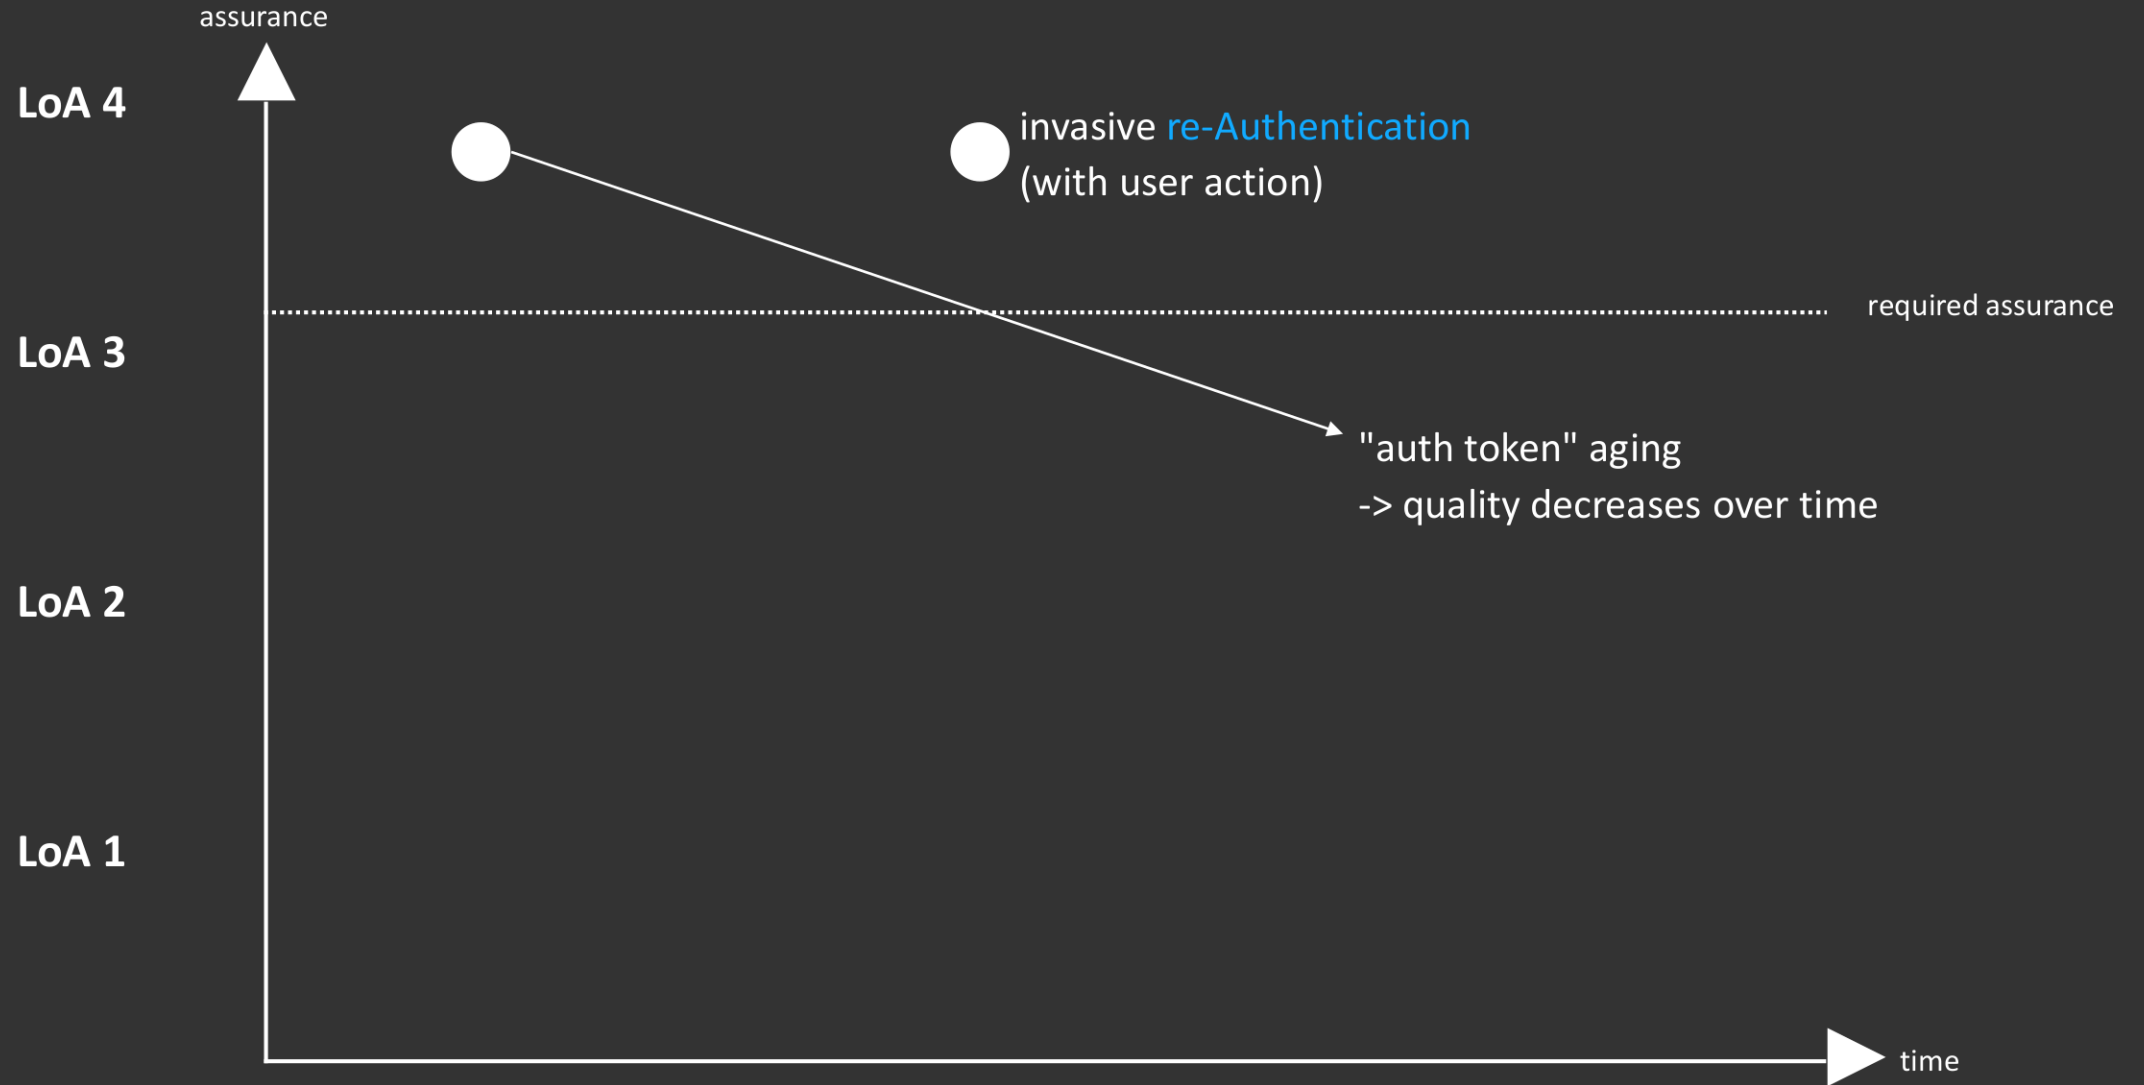 assurance
LoA 4
invasive re-Authentication
(with user action)
required assurance
LoA 3
"auth token" aging
-> quality decreases over time
LoA 2
LoA 1
time